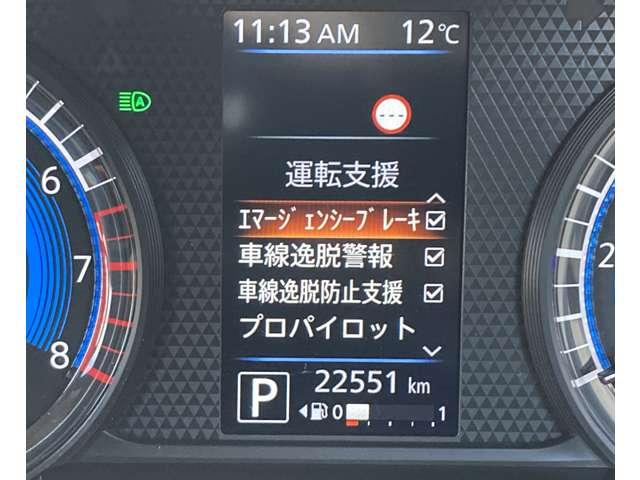 11:13 AM 12℃
---
運転支援
ｴﾏｰｼﾞｪﾝｼｰﾌﾞﾚｰｷ
車線逸脱警報
車線逸脱防止支援
プロパイロット
P 22551 km
0 1
6
7
8
A
2